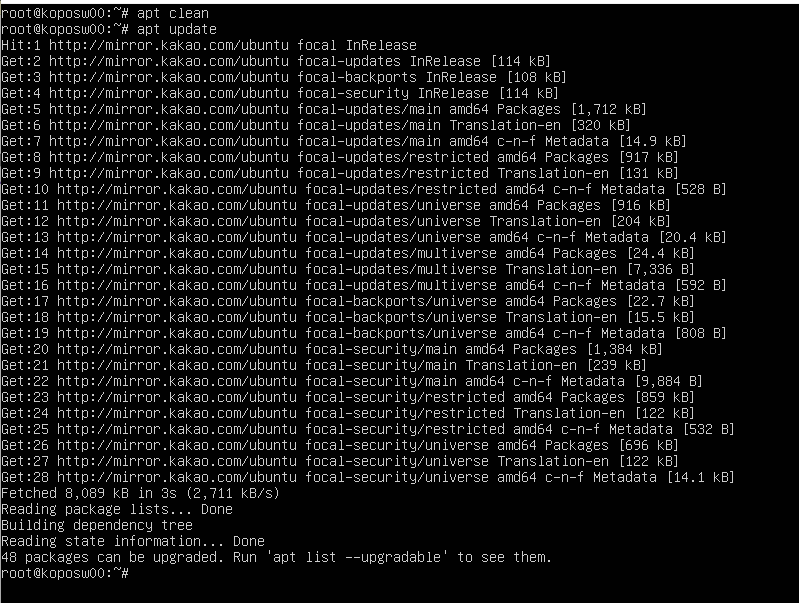 root@koposw00:~# apt clean
root@koposw00:~# apt update
Hit:1 http://mirror.kakao.com/ubuntu focal InRelease
Get:2 http://mirror.kakao.com/ubuntu focal-updates InRelease [114 kB]
Get:3 http://mirror.kakao.com/ubuntu focal-backports InRelease [108 kB]
Get:4 http://mirror.kakao.com/ubuntu focal-security InRelease [114 kB]
Get:5 http://mirror.kakao.com/ubuntu focal-updates/main amd64 Packages [1,712 kB]
Get:6 http://mirror.kakao.com/ubuntu focal-updates/main Translation-en [320 kB]
Get:7 http://mirror.kakao.com/ubuntu focal-updates/main amd64 c-n-f Metadata [14.9 kB]
Get:8 http://mirror.kakao.com/ubuntu focal-updates/restricted amd64 Packages [917 kB]
Get:9 http://mirror.kakao.com/ubuntu focal-updates/restricted Translation-en [131 kB]
Get:10 http://mirror.kakao.com/ubuntu focal-updates/restricted amd64 c-n-f Metadata [528 B]
Get:11 http://mirror.kakao.com/ubuntu focal-updates/universe amd64 Packages [916 kB]
Get:12 http://mirror.kakao.com/ubuntu focal-updates/universe Translation-en [204 kB]
Get:13 http://mirror.kakao.com/ubuntu focal-updates/universe amd64 c-n-f Metadata [20.4 kB]
Get:14 http://mirror.kakao.com/ubuntu focal-updates/multiverse amd64 Packages [24.4 kB]
Get:15 http://mirror.kakao.com/ubuntu focal-updates/multiverse Translation-en [7,336 B]
Get:16 http://mirror.kakao.com/ubuntu focal-updates/multiverse amd64 c-n-f Metadata [592 B]
Get:17 http://mirror.kakao.com/ubuntu focal-backports/universe amd64 Packages [22.7 kB]
Get:18 http://mirror.kakao.com/ubuntu focal-backports/universe Translation-en [15.5 kB]
Get:19 http://mirror.kakao.com/ubuntu focal-backports/universe amd64 c-n-f Metadata [808 B]
Get:20 http://mirror.kakao.com/ubuntu focal-security/main amd64 Packages [1,384 kB]
Get:21 http://mirror.kakao.com/ubuntu focal-security/main Translation-en [239 kB]
Get:22 http://mirror.kakao.com/ubuntu focal-security/main amd64 c-n-f Metadata [9,884 B]
Get:23 http://mirror.kakao.com/ubuntu focal-security/restricted amd64 Packages [859 kB]
Get:24 http://mirror.kakao.com/ubuntu focal-security/restricted Translation-en [122 kB]
Get:25 http://mirror.kakao.com/ubuntu focal-security/restricted amd64 c-n-f Metadata [532 B]
Get:26 http://mirror.kakao.com/ubuntu focal-security/universe amd64 Packages [696 kB]
Get:27 http://mirror.kakao.com/ubuntu focal-security/universe Translation-en [122 kB]
Get:28 http://mirror.kakao.com/ubuntu focal-security/universe amd64 c-n-f Metadata [14.1 kB]
Fetched 8,089 kB in 3s (2,711 kB/s)
Reading package lists... Done
Building dependency tree
Reading state information... Done
48 packages can be upgraded. Run 'apt list --upgradable' to see them.
root@koposw00:~#